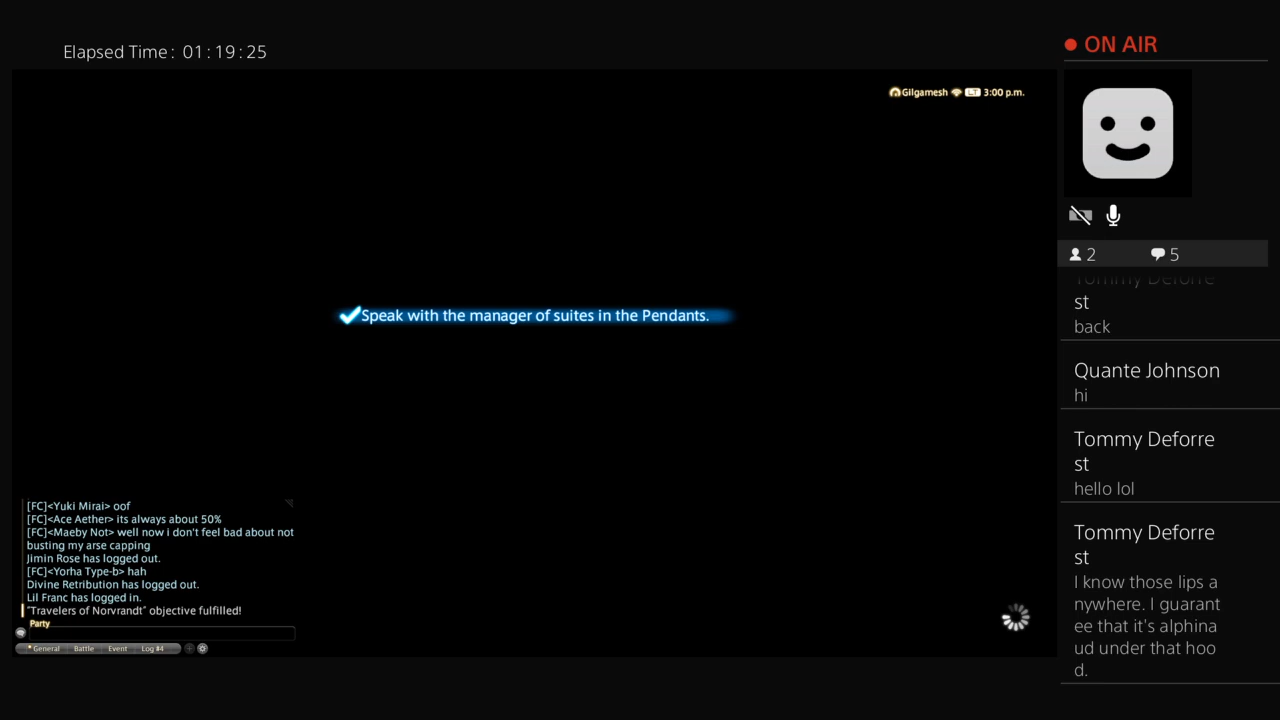 Elapsed Time: 01:19:25
ON AIR
Gilgamesh LT 3:00 p.m.
Speak with the manager of suites in the Pendants.
2 5
Tommy Deforre
st
back
Quante Johnson
hi
Tommy Deforre
st
hello lol
Tommy Deforre
st
I know those lips a
nywhere. I guarant
ee that it's alphina
ud under that hoo
d.
[FC]<Yuki Mirai> oof
[FC]<Ace Aether> its always about 50%
[FC]<Maeby Not> well now i don't feel bad about not
busting my arse capping
Jimin Rose has logged out.
[FC]<Yorha Type-b> hah
Divine Retribution has logged out.
Lil Franc has logged in.
"Travelers of Norvrandt" objective fulfilled!
Party
General Battle Event Log #4